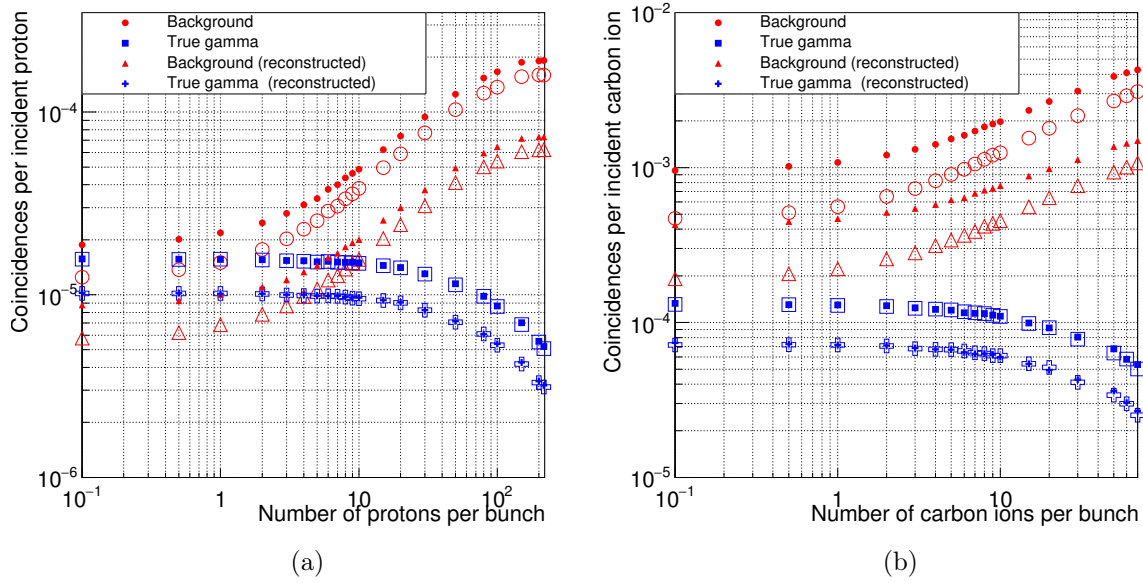 Background
True gamma
Background (reconstructed)
True gamma (reconstructed)
Coincidences per incident proton
10⁻⁴
10⁻⁵
10⁻⁶
10⁻¹ 1 10 10²
Number of protons per bunch
(a)
Background
True gamma
Background (reconstructed)
True gamma (reconstructed)
Coincidences per incident carbon ion
10⁻²
10⁻³
10⁻⁴
10⁻⁵
10⁻¹ 1 10
Number of carbon ions per bunch
(b)